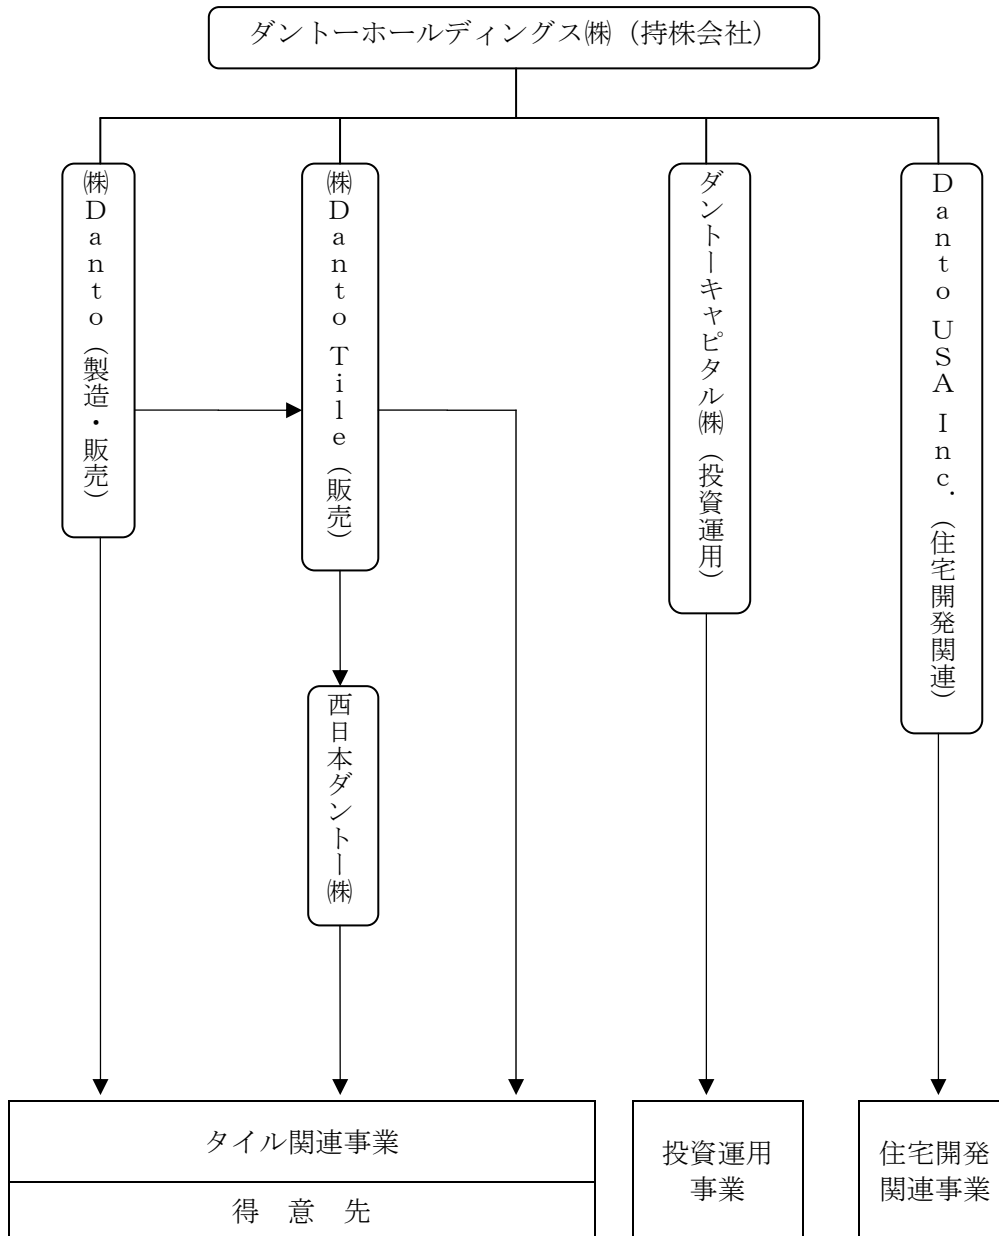 ダントーホールディングス㈱（持株会社）
㈱Ｄａｎｔｏ（製造・販売）
㈱Ｄａｎｔｏ Ｔｉｌｅ（販売）
ダントーキャピタル㈱（投資運用）
Ｄａｎｔｏ ＵＳＡ Ｉｎｃ．（住宅開発関連）
西日本ダントー㈱
タイル関連事業
得　意　先
投資運用
事業
住宅開発
関連事業